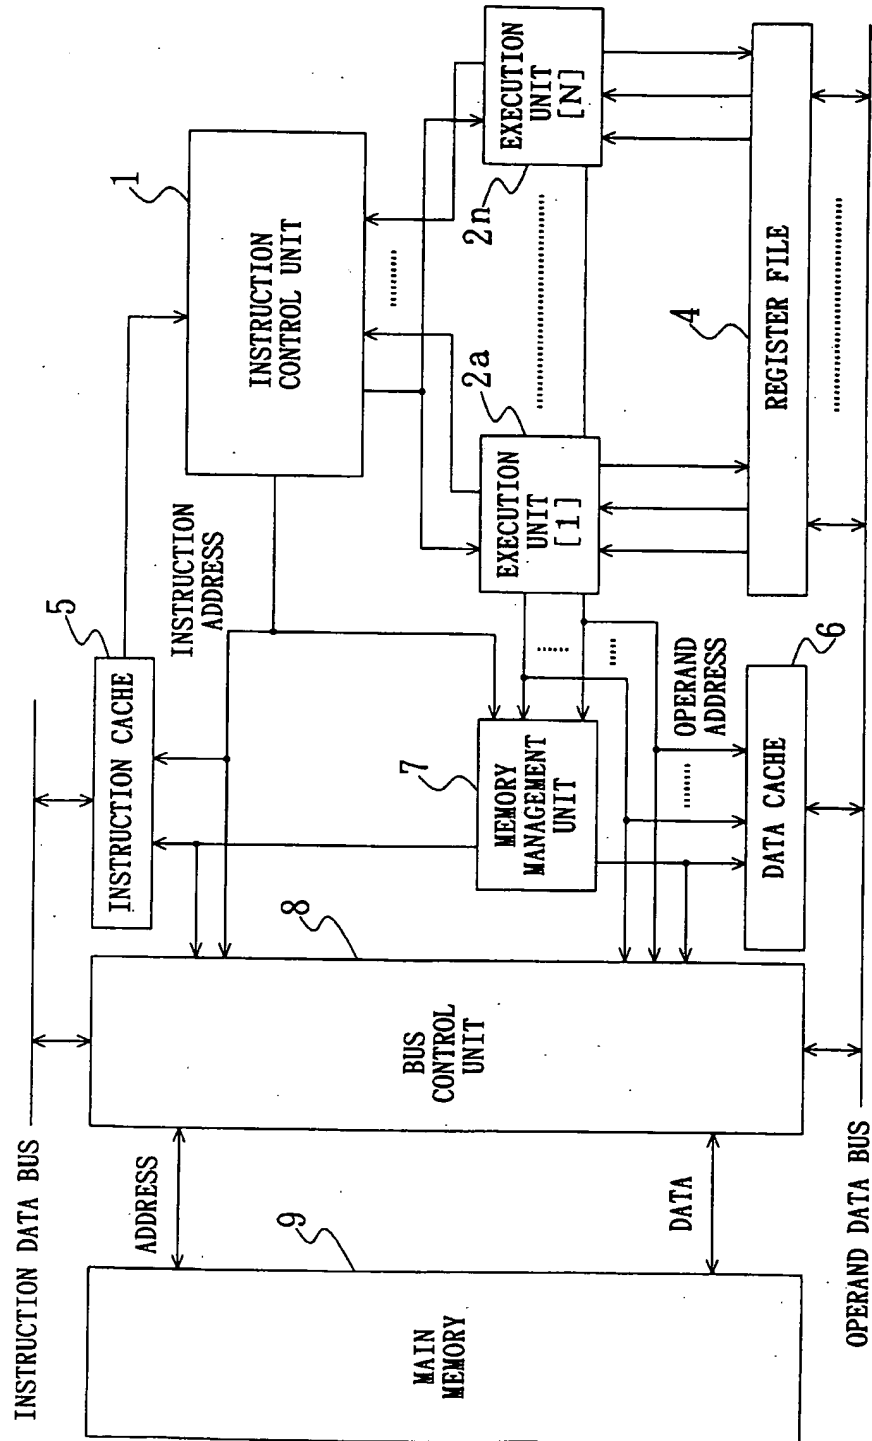 INSTRUCTION DATA BUS
5
INSTRUCTION CACHE
1
INSTRUCTION
CONTROL UNIT
INSTRUCTION
ADDRESS
8
BUS
CONTROL
UNIT
ADDRESS
DATA
9
MAIN
MEMORY
7
MEMORY
MANAGEMENT
UNIT
2a
EXECUTION
UNIT
[1]
2n
EXECUTION
UNIT
[N]
OPERAND
ADDRESS
6
DATA CACHE
4
REGISTER FILE
OPERAND DATA BUS